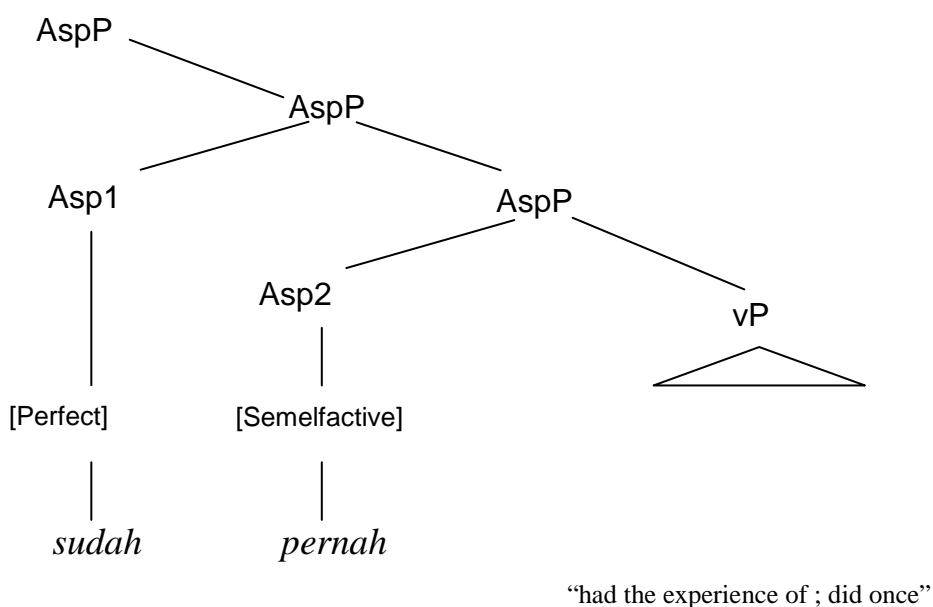 AspP
AspP
Asp1 AspP
Asp2 vP
[Perfect] [Semelfactive]
sudah pernah
“had the experience of ; did once”